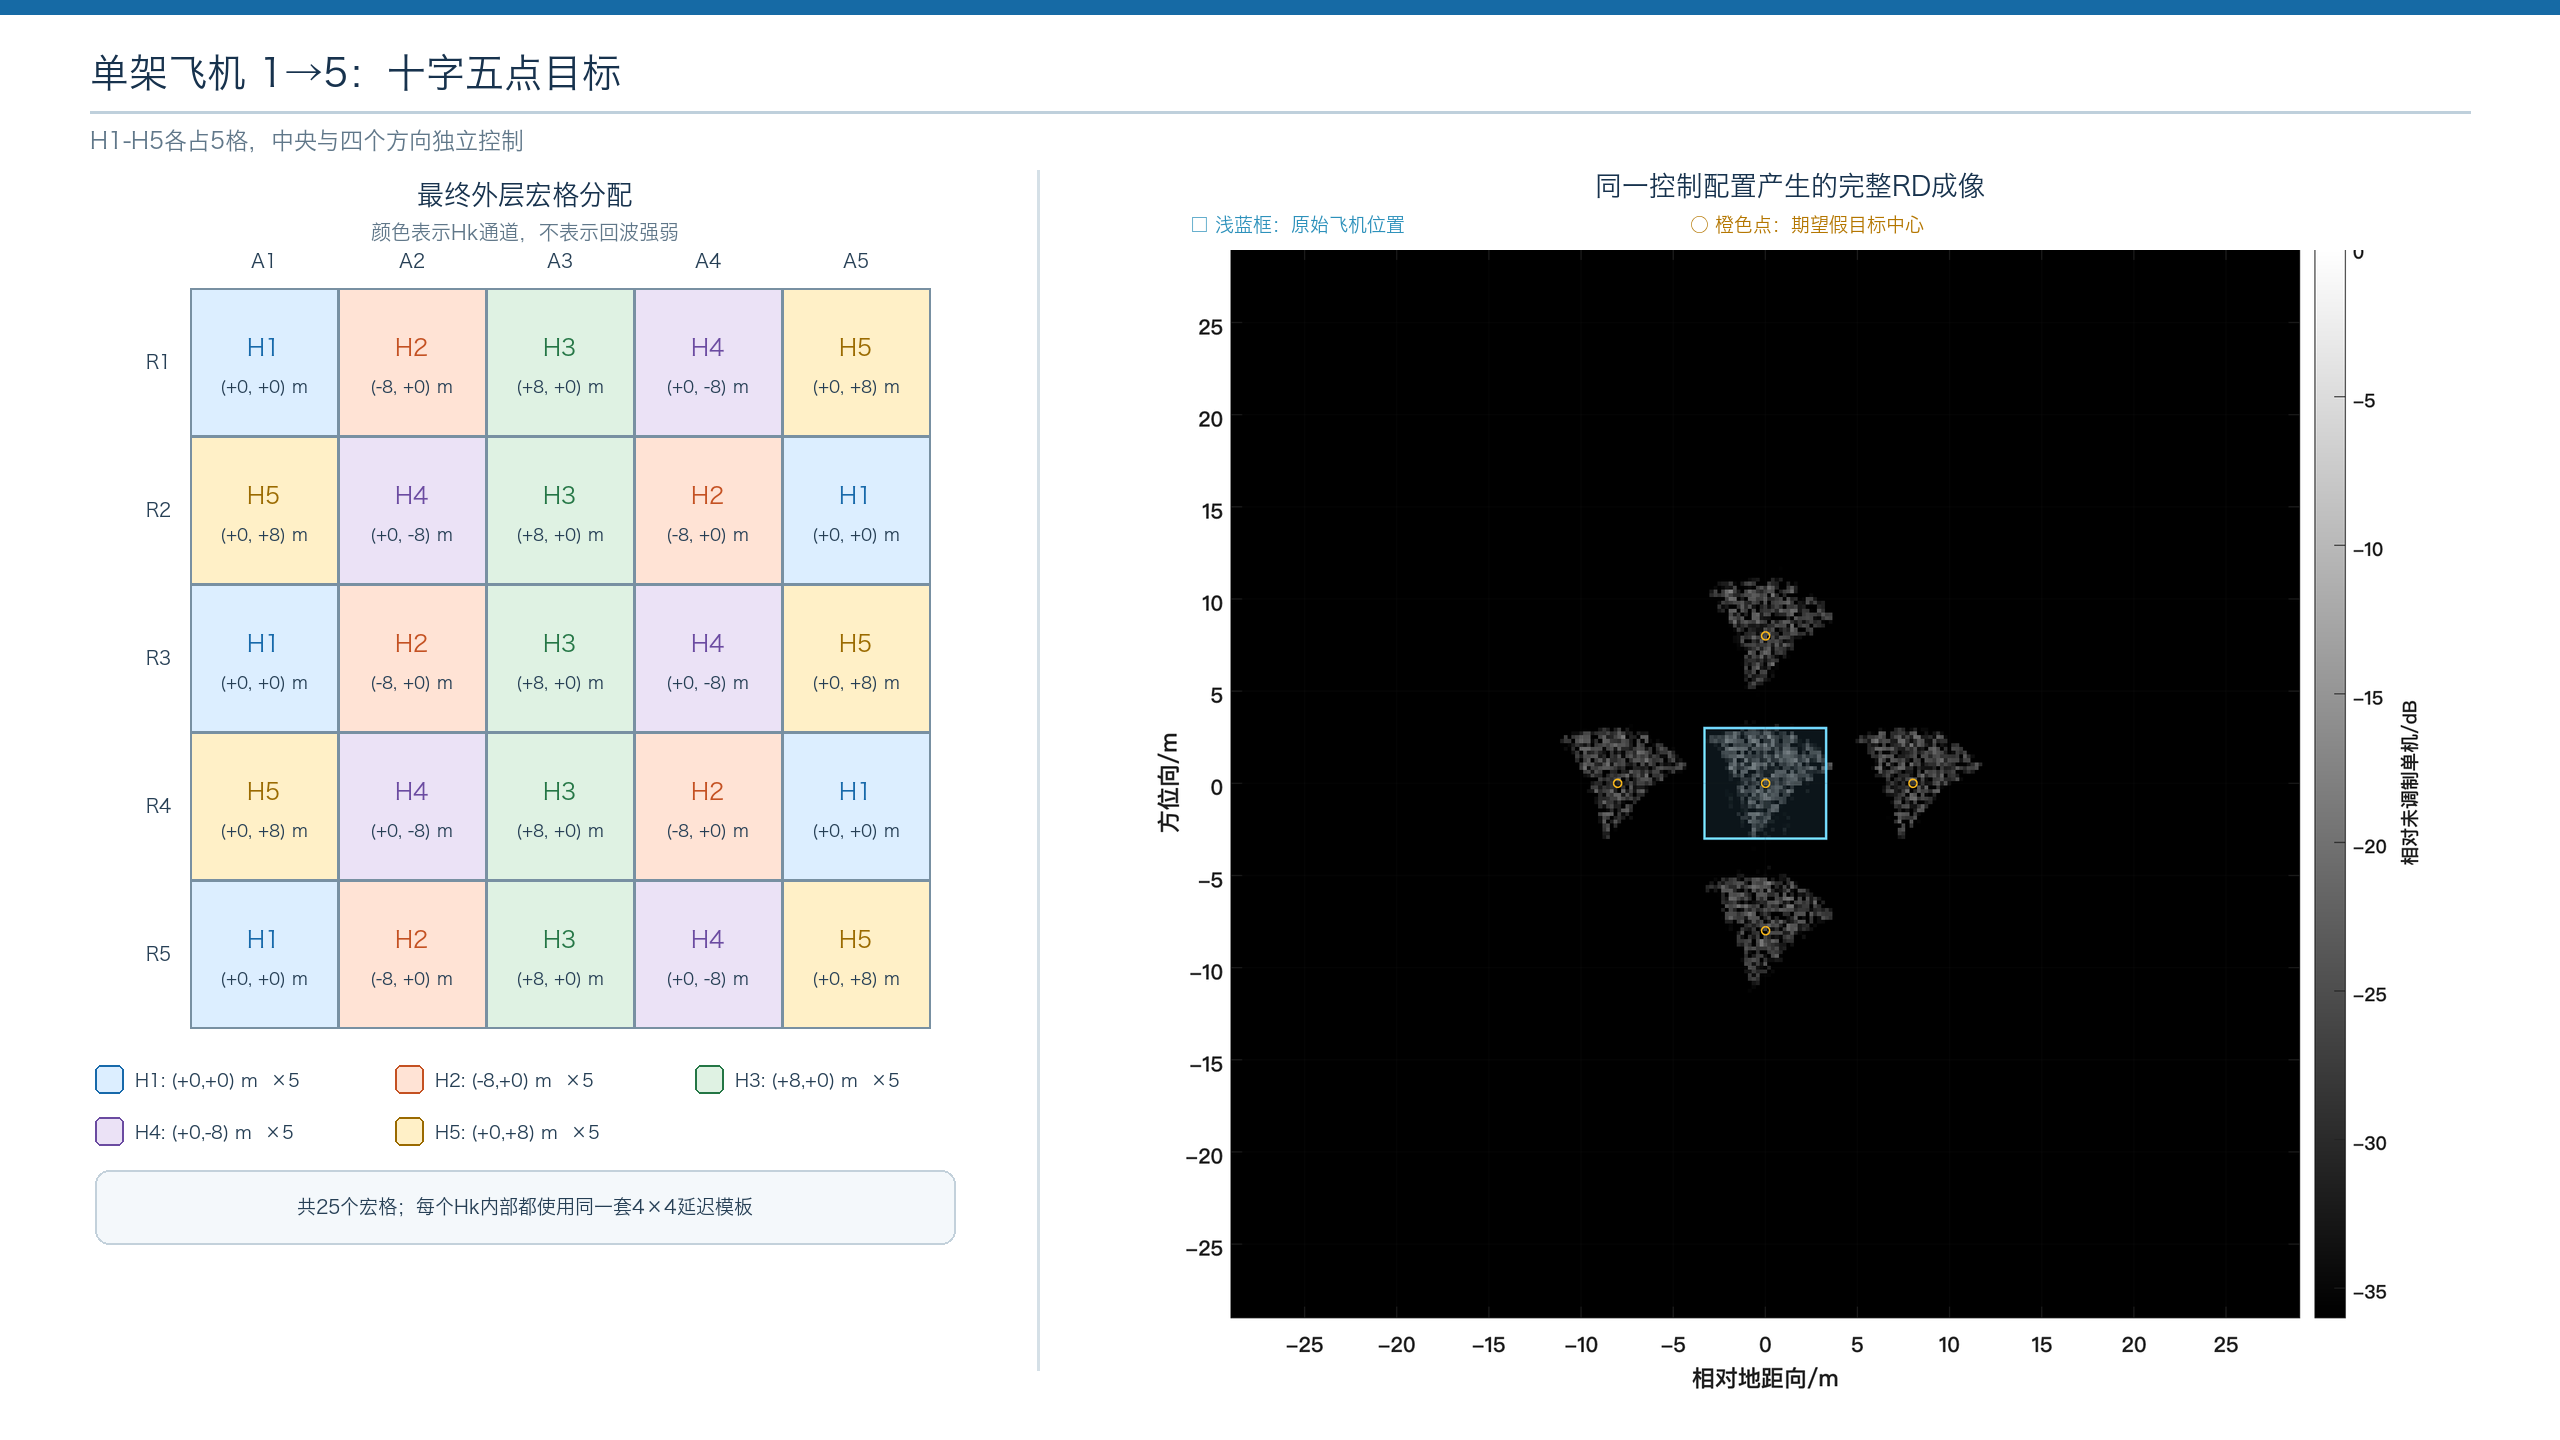 单架飞机 1→5：十字五点目标
H1-H5各占5格，中央与四个方向独立控制
最终外层宏格分配
颜色表示Hk通道，不表示回波强弱
A1 A2 A3 A4 A5
R1
H1 H2 H3 H4 H5
(+0, +0) m (-8, +0) m (+8, +0) m (+0, -8) m (+0, +8) m
R2
H5 H4 H3 H2 H1
(+0, +8) m (+0, -8) m (+8, +0) m (-8, +0) m (+0, +0) m
R3
H1 H2 H3 H4 H5
(+0, +0) m (-8, +0) m (+8, +0) m (+0, -8) m (+0, +8) m
R4
H5 H4 H3 H2 H1
(+0, +8) m (+0, -8) m (+8, +0) m (-8, +0) m (+0, +0) m
R5
H1 H2 H3 H4 H5
(+0, +0) m (-8, +0) m (+8, +0) m (+0, -8) m (+0, +8) m
H1: (+0,+0) m ×5 H2: (-8,+0) m ×5 H3: (+8,+0) m ×5
H4: (+0,-8) m ×5 H5: (+0,+8) m ×5
共25个宏格；每个Hk内部都使用同一套4×4延迟模板
同一控制配置产生的完整RD成像
□ 浅蓝框：原始飞机位置 ○ 橙色点：期望假目标中心
25
20
15
10
5
0
−5
−10
−15
−20
−25
方位向/m
−25 −20 −15 −10 −5 0 5 10 15 20 25
相对地距向/m
0
−5
−10
−15
−20
−25
−30
−35
相对未调制单机/dB